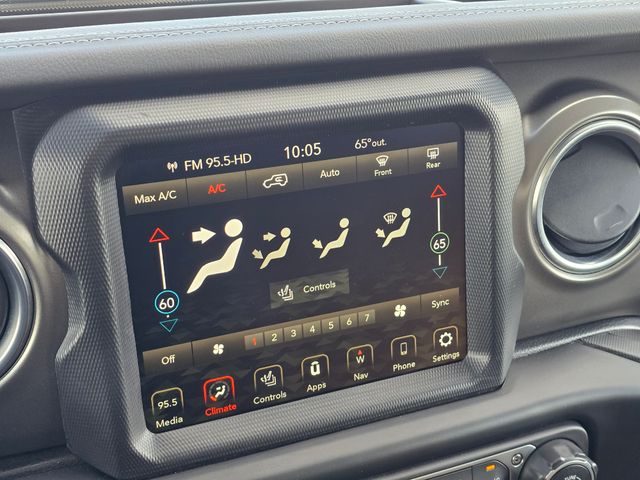 FM 95.5-HD 10:05 65°out.
Max A/C A/C Auto Front Rear
60 65
Controls
Off 1 2 3 4 5 6 7 Sync
95.5 W
Media Climate Controls Apps Nav Phone Settings